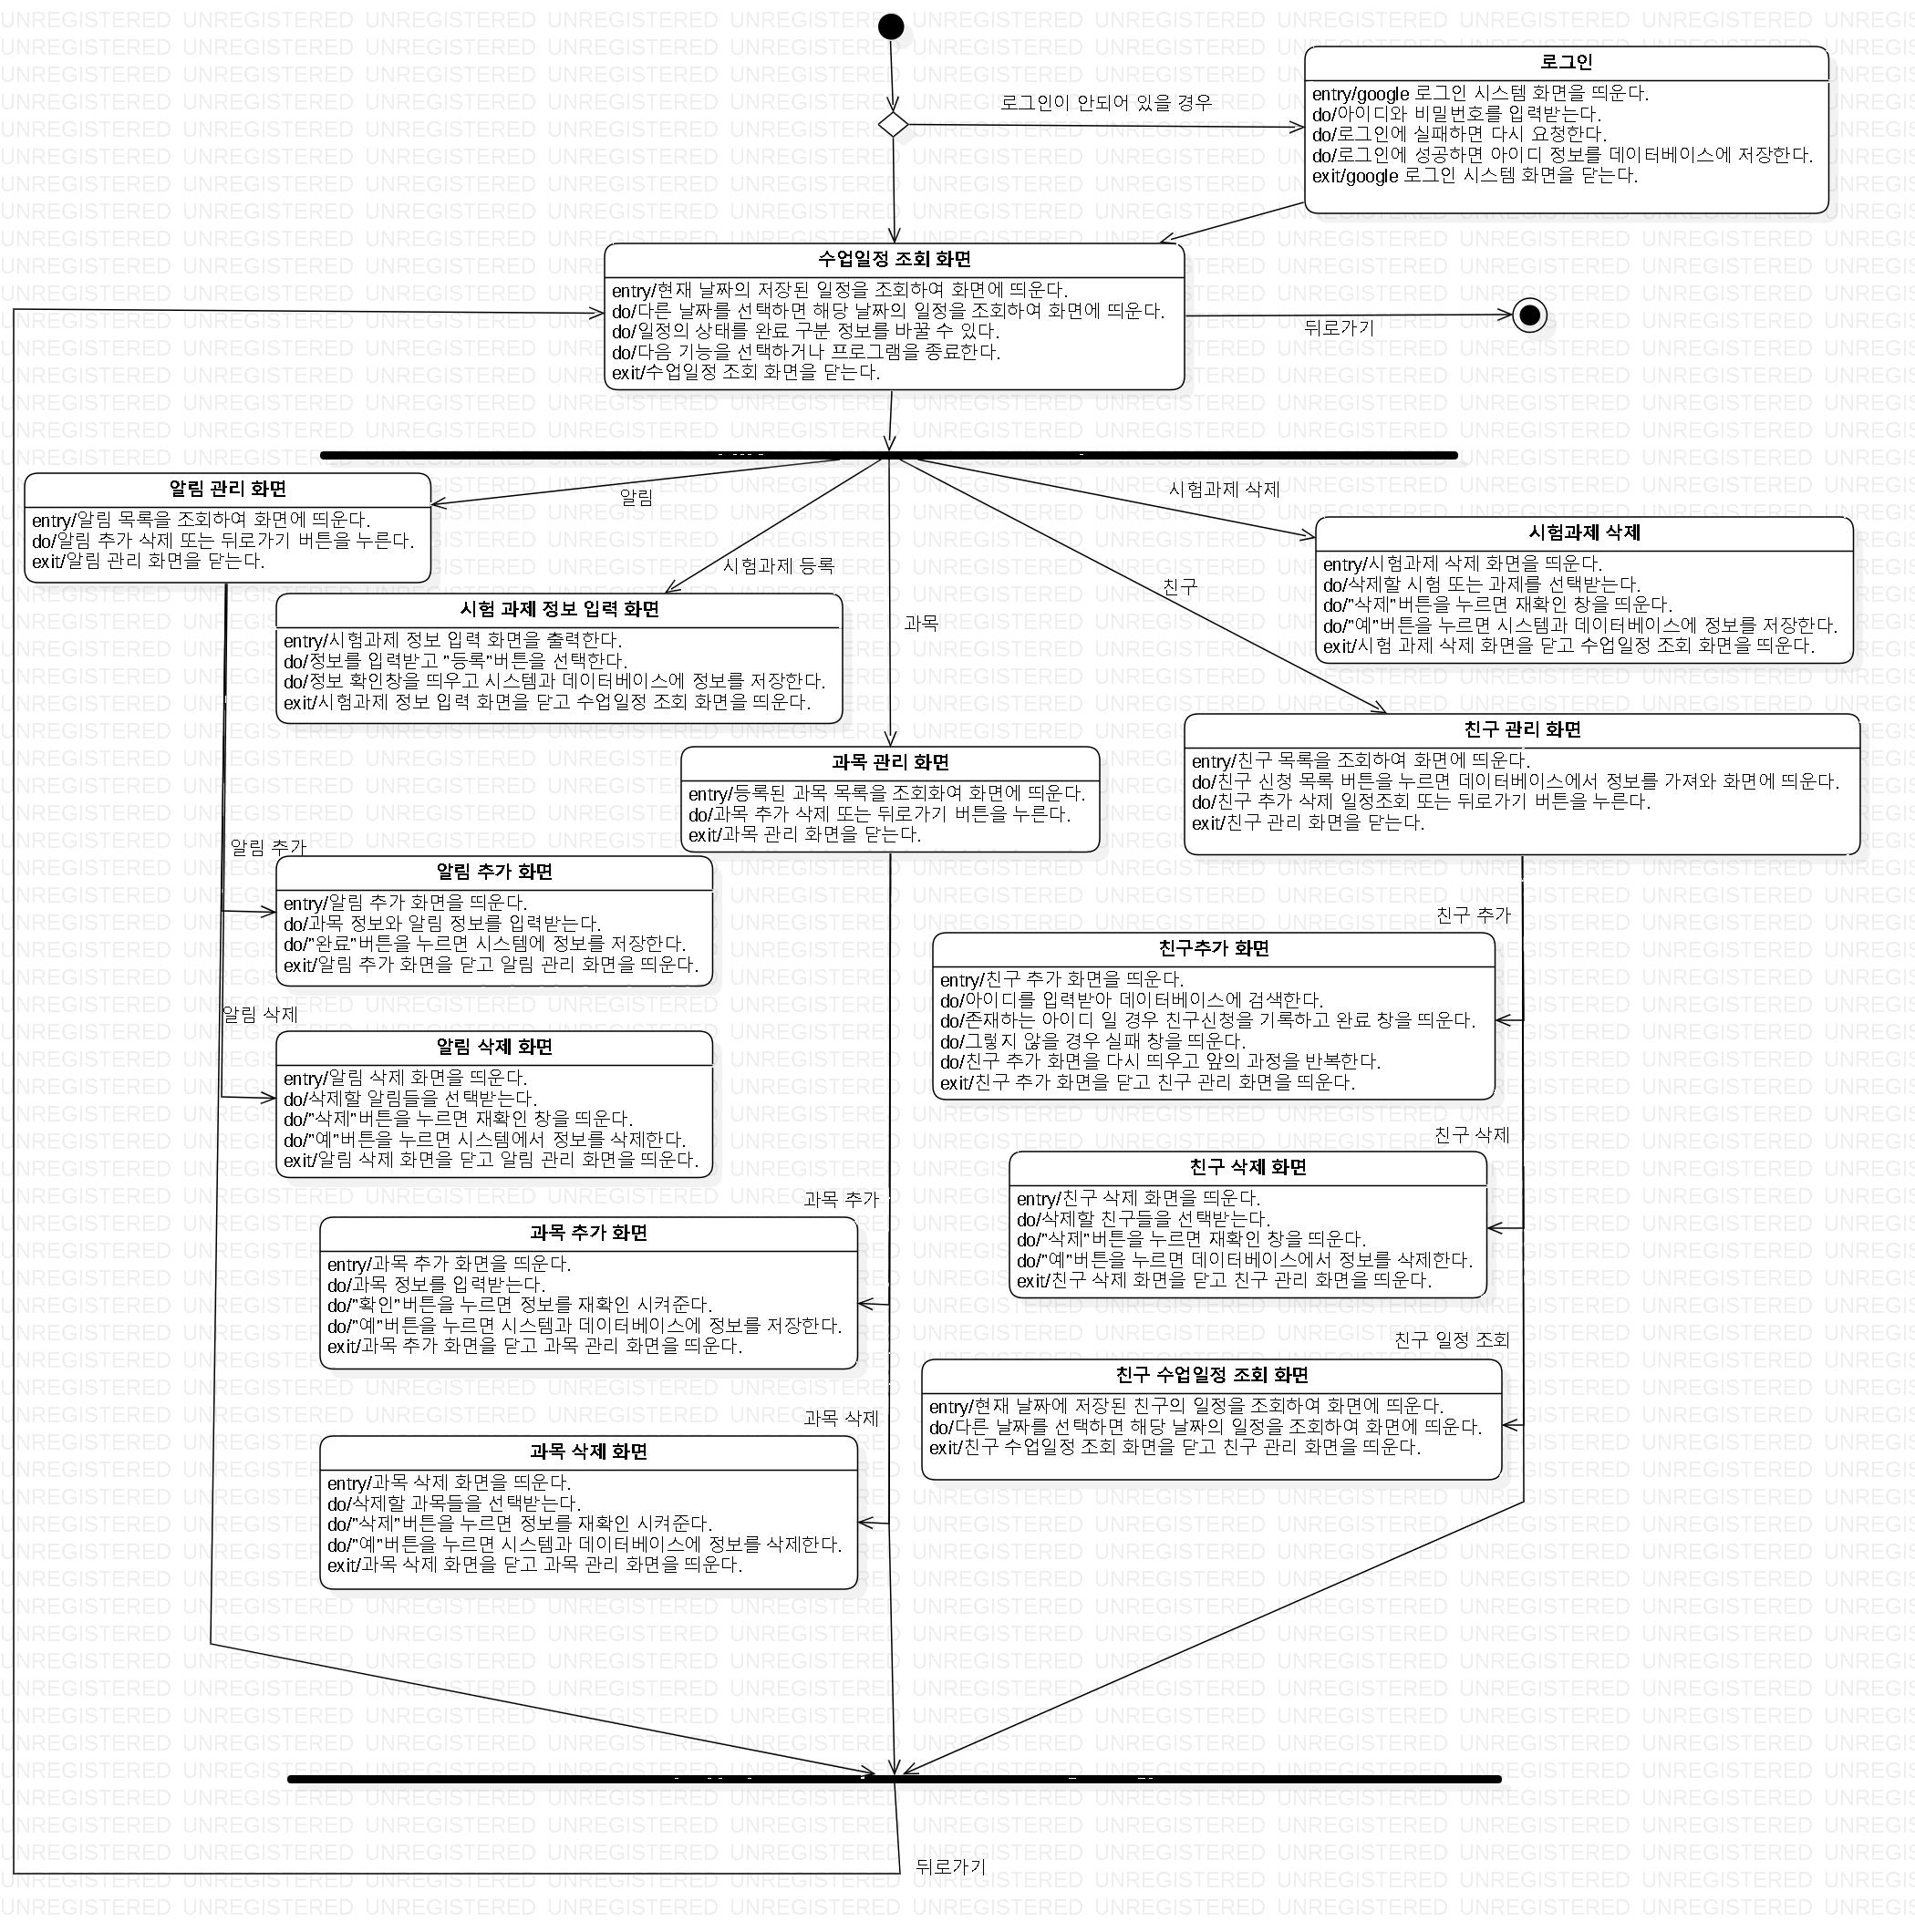 로그인
entry/google 로그인 시스템 화면을 띄운다.
do/아이디와 비밀번호를 입력받는다.
do/로그인에 실패하면 다시 요청한다.
do/로그인에 성공하면 아이디 정보를 데이터베이스에 저장한다.
exit/google 로그인 시스템 화면을 닫는다.
로그인이 안되어 있을 경우
수업일정 조회 화면
entry/현재 날짜의 저장된 일정을 조회하여 화면에 띄운다.
do/다른 날짜를 선택하면 해당 날짜의 일정을 조회하여 화면에 띄운다.
do/일정의 상태를 완료 구분 정보를 바꿀 수 있다.
do/다음 기능을 선택하거나 프로그램을 종료한다.
exit/수업일정 조회 화면을 닫는다.
뒤로가기
알림 관리 화면
entry/알림 목록을 조회하여 화면에 띄운다.
do/알림 추가 삭제 또는 뒤로가기 버튼을 누른다.
exit/알림 관리 화면을 닫는다.
알림
시험과제 등록
과목
친구
시험과제 삭제
시험과제 삭제
entry/시험과제 삭제 화면을 띄운다.
do/삭제할 시험 또는 과제를 선택받는다.
do/"삭제"버튼을 누르면 재확인 창을 띄운다.
do/"예"버튼을 누르면 시스템과 데이터베이스에 정보를 저장한다.
exit/시험 과제 삭제 화면을 닫고 수업일정 조회 화면을 띄운다.
시험 과제 정보 입력 화면
entry/시험과제 정보 입력 화면을 출력한다.
do/정보를 입력받고 "등록"버튼을 선택한다.
do/정보 확인창을 띄우고 시스템과 데이터베이스에 정보를 저장한다.
exit/시험과제 정보 입력 화면을 닫고 수업일정 조회 화면을 띄운다.
과목 관리 화면
entry/등록된 과목 목록을 조회화여 화면에 띄운다.
do/과목 추가 삭제 또는 뒤로가기 버튼을 누른다.
exit/과목 관리 화면을 닫는다.
친구 관리 화면
entry/친구 목록을 조회하여 화면에 띄운다.
do/친구 신청 목록 버튼을 누르면 데이터베이스에서 정보를 가져와 화면에 띄운다.
do/친구 추가 삭제 일정조회 또는 뒤로가기 버튼을 누른다.
exit/친구 관리 화면을 닫는다.
알림 추가
알림 추가 화면
entry/알림 추가 화면을 띄운다.
do/과목 정보와 알림 정보를 입력받는다.
do/"완료"버튼을 누르면 시스템에 정보를 저장한다.
exit/알림 추가 화면을 닫고 알림 관리 화면을 띄운다.
알림 삭제
알림 삭제 화면
entry/알림 삭제 화면을 띄운다.
do/삭제할 알림들을 선택받는다.
do/"삭제"버튼을 누르면 재확인 창을 띄운다.
do/"예"버튼을 누르면 시스템에서 정보를 삭제한다.
exit/알림 삭제 화면을 닫고 알림 관리 화면을 띄운다.
친구 추가
친구추가 화면
entry/친구 추가 화면을 띄운다.
do/아이디를 입력받아 데이터베이스에 검색한다.
do/존재하는 아이디 일 경우 친구신청을 기록하고 완료 창을 띄운다.
do/그렇지 않을 경우 실패 창을 띄운다.
do/친구 추가 화면을 다시 띄우고 앞의 과정을 반복한다.
exit/친구 추가 화면을 닫고 친구 관리 화면을 띄운다.
친구 삭제
친구 삭제 화면
entry/친구 삭제 화면을 띄운다.
do/삭제할 친구들을 선택받는다.
do/"삭제"버튼을 누르면 재확인 창을 띄운다.
do/"예"버튼을 누르면 데이터베이스에서 정보를 삭제한다.
exit/친구 삭제 화면을 닫고 친구 관리 화면을 띄운다.
과목 추가
과목 추가 화면
entry/과목 추가 화면을 띄운다.
do/과목 정보를 입력받는다.
do/"확인"버튼을 누르면 정보를 재확인 시켜준다.
do/"예"버튼을 누르면 시스템과 데이터베이스에 정보를 저장한다.
exit/과목 추가 화면을 닫고 과목 관리 화면을 띄운다.
친구 일정 조회
친구 수업일정 조회 화면
entry/현재 날짜에 저장된 친구의 일정을 조회하여 화면에 띄운다.
do/다른 날짜를 선택하면 해당 날짜의 일정을 조회하여 화면에 띄운다.
exit/친구 수업일정 조회 화면을 닫고 친구 관리 화면을 띄운다.
과목 삭제
과목 삭제 화면
entry/과목 삭제 화면을 띄운다.
do/삭제할 과목들을 선택받는다.
do/"삭제"버튼을 누르면 정보를 재확인 시켜준다.
do/"예"버튼을 누르면 시스템과 데이터베이스에 정보를 삭제한다.
exit/과목 삭제 화면을 닫고 과목 관리 화면을 띄운다.
뒤로가기
UNREGISTERED